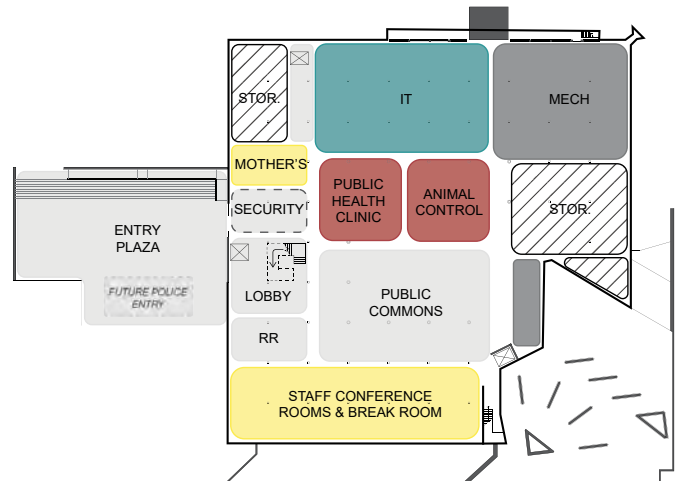 STOR.
IT
MECH
MOTHER'S
PUBLIC
HEALTH
CLINIC
ANIMAL
CONTROL
STOR.
SECURITY
ENTRY
PLAZA
FUTURE POLICE
ENTRY
LOBBY
PUBLIC
COMMONS
RR
STAFF CONFERENCE
ROOMS & BREAK ROOM